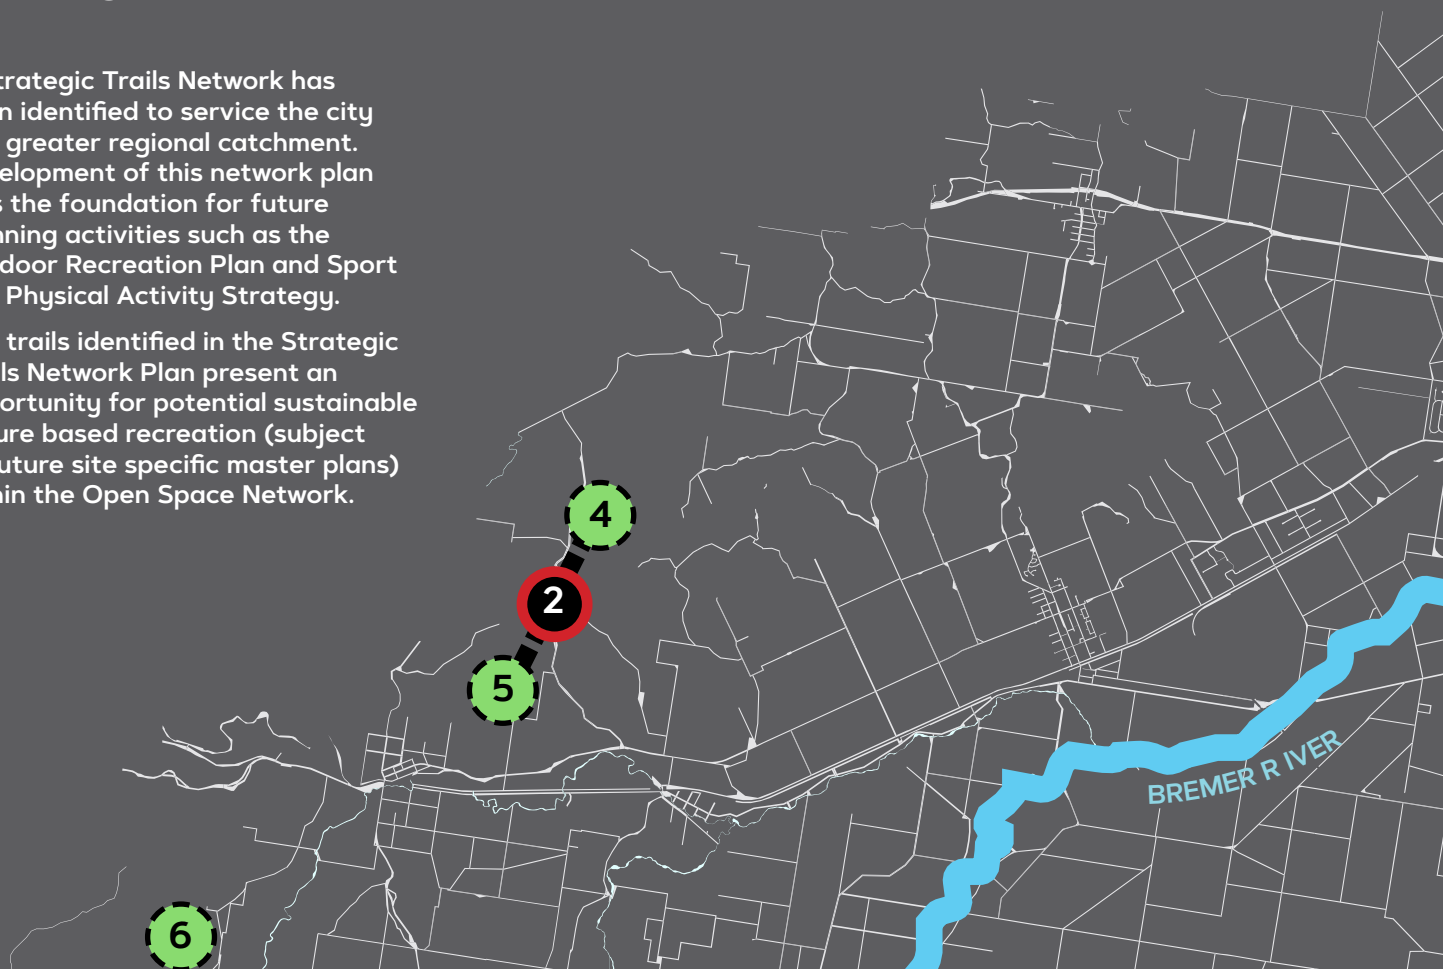 trategic Trails Network has
n identified to service the city
greater regional catchment.
elopment of this network plan
s the foundation for future
nning activities such as the
door Recreation Plan and Sport
Physical Activity Strategy.
trails identified in the Strategic
ls Network Plan present an
ortunity for potential sustainable
ure based recreation (subject
uture site specific master plans)
hin the Open Space Network.
4
2
5
BREMER R IVER
6